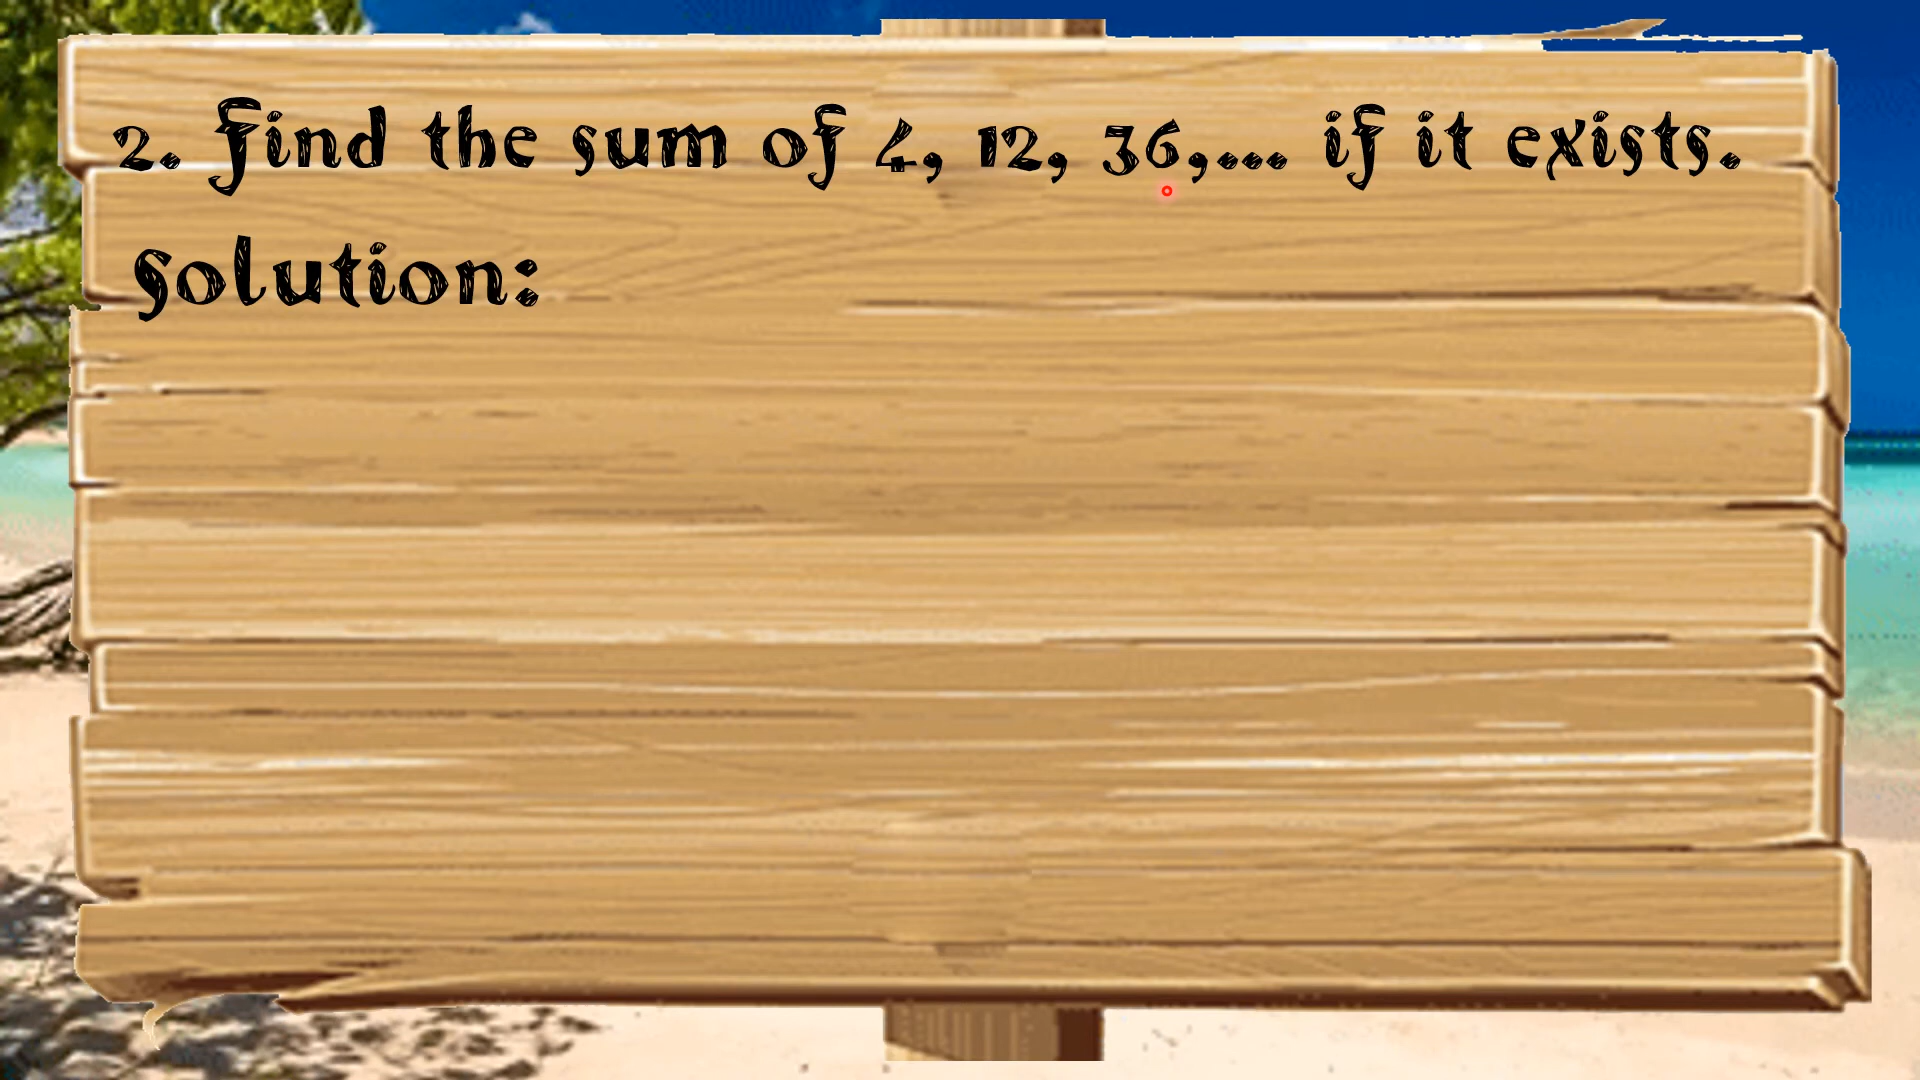 2. Find the sum of 4, 12, 36,... if it exists.
Solution: